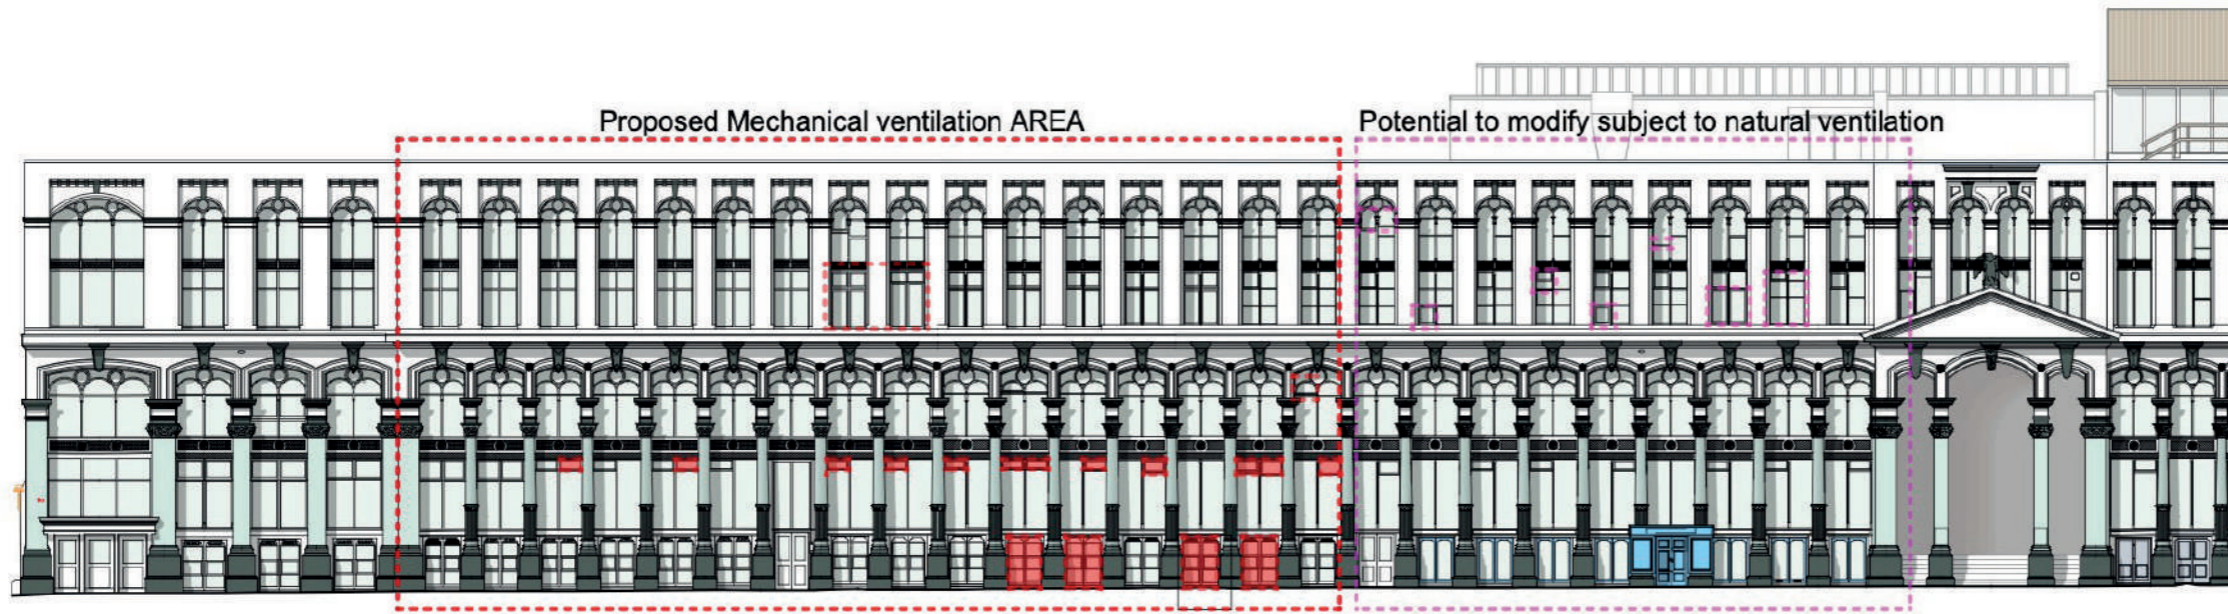 Proposed Mechanical ventilation AREA
Potential to modify subject to natural ventilation